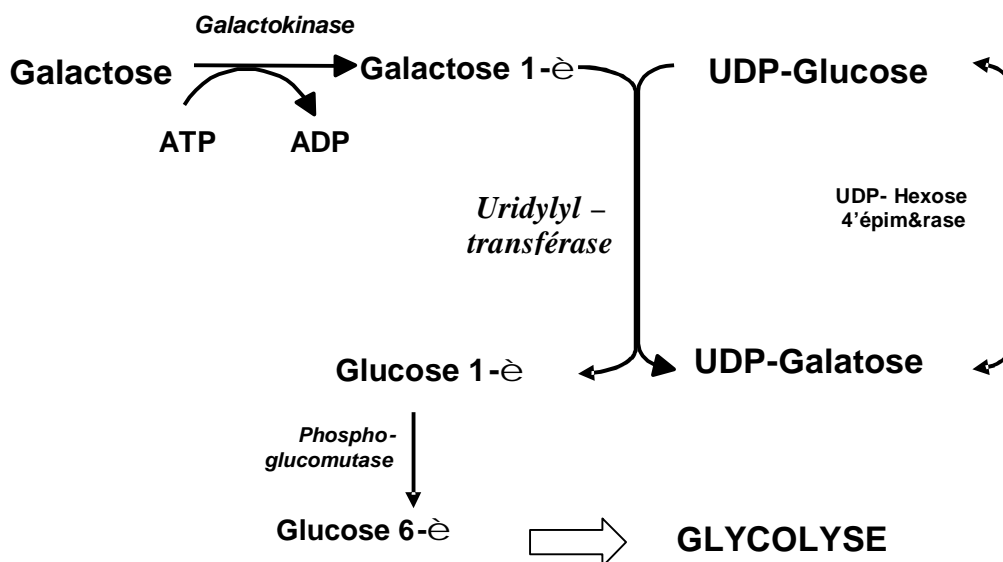 Galactokinase
Galactose
Galactose 1-è
UDP-Glucose
ATP
ADP
Uridylyl –
transférase
UDP- Hexose
4’épim&rase
Glucose 1-è
UDP-Galatose
Phospho-
glucomutase
Glucose 6-è
GLYCOLYSE